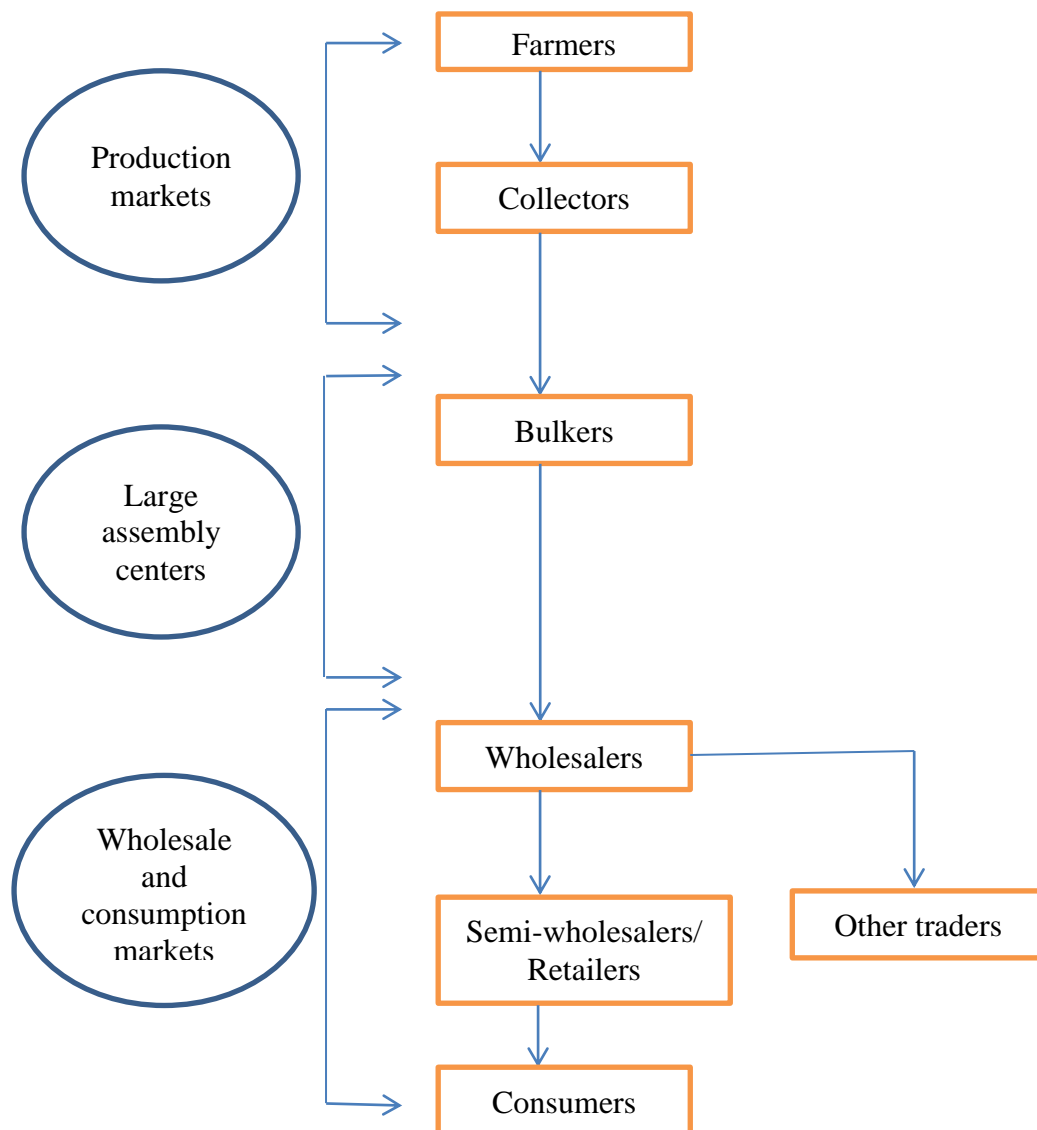 Farmers
Production
markets
Collectors
Bulkers
Large
assembly
centers
Wholesalers
Wholesale
and
consumption
markets
Semi-wholesalers/
Retailers
Other traders
Consumers